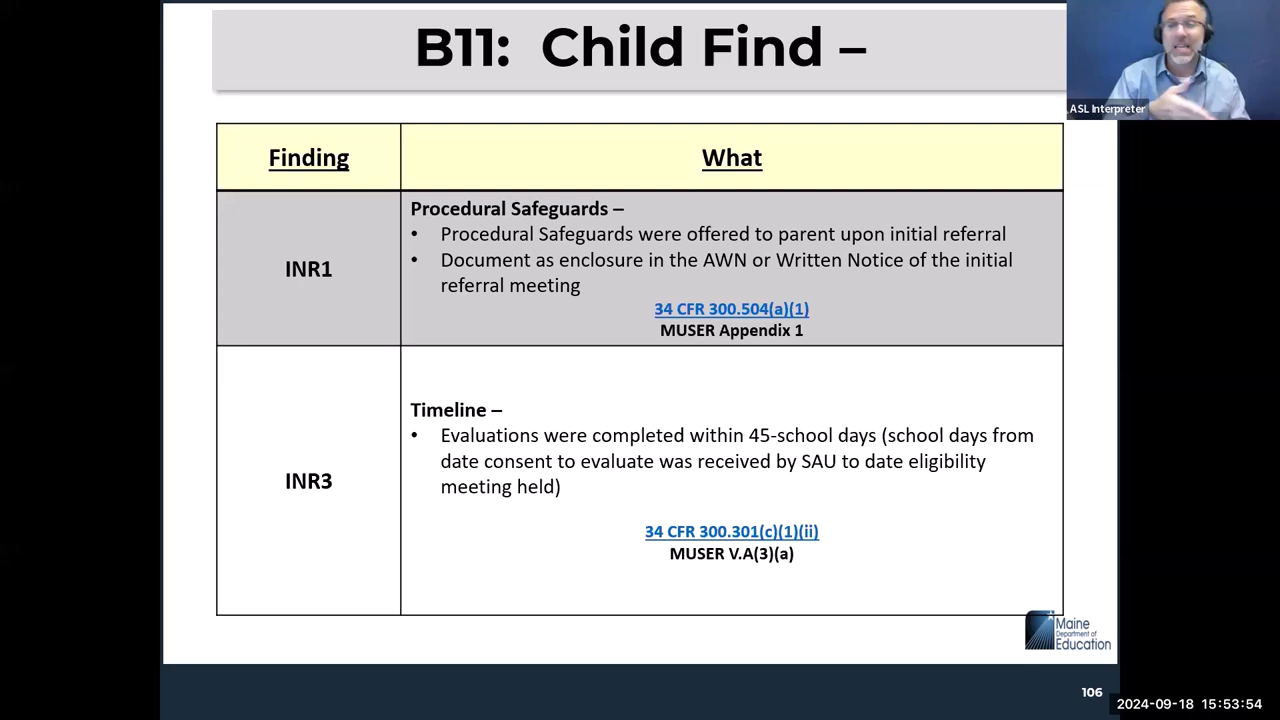 B11: Child Find –
ASL Interpreter
Finding
What
INR1
Procedural Safeguards –
• Procedural Safeguards were offered to parent upon initial referral
• Document as enclosure in the AWN or Written Notice of the initial
referral meeting
34 CFR 300.504(a)(1)
MUSER Appendix 1
INR3
Timeline –
• Evaluations were completed within 45-school days (school days from
date consent to evaluate was received by SAU to date eligibility
meeting held)
34 CFR 300.301(c)(1)(ii)
MUSER V.A(3)(a)
Maine
Department of
Education
106
2024-09-18 15:53:54